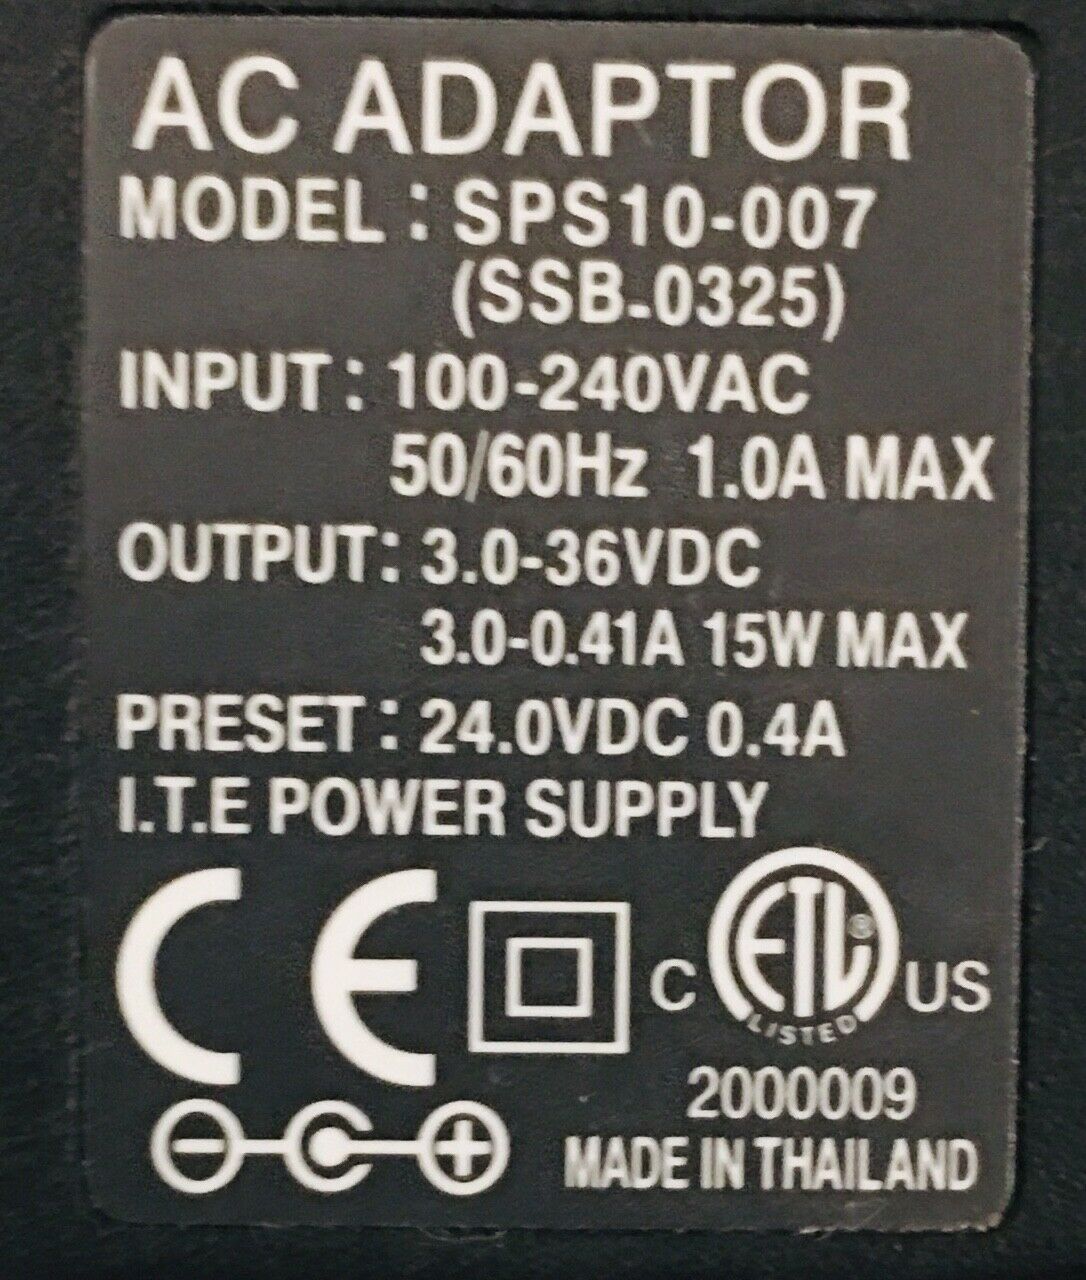 AC ADAPTOR
MODEL : SPS10-007
(SSB-0325)
INPUT : 100-240VAC
50/60Hz 1.0A MAX
OUTPUT: 3.0-36VDC
3.0-0.41A 15W MAX
PRESET : 24.0VDC 0.4A
I.T.E POWER SUPPLY
CE
C ETL® US
LISTED
2000009
MADE IN THAILAND